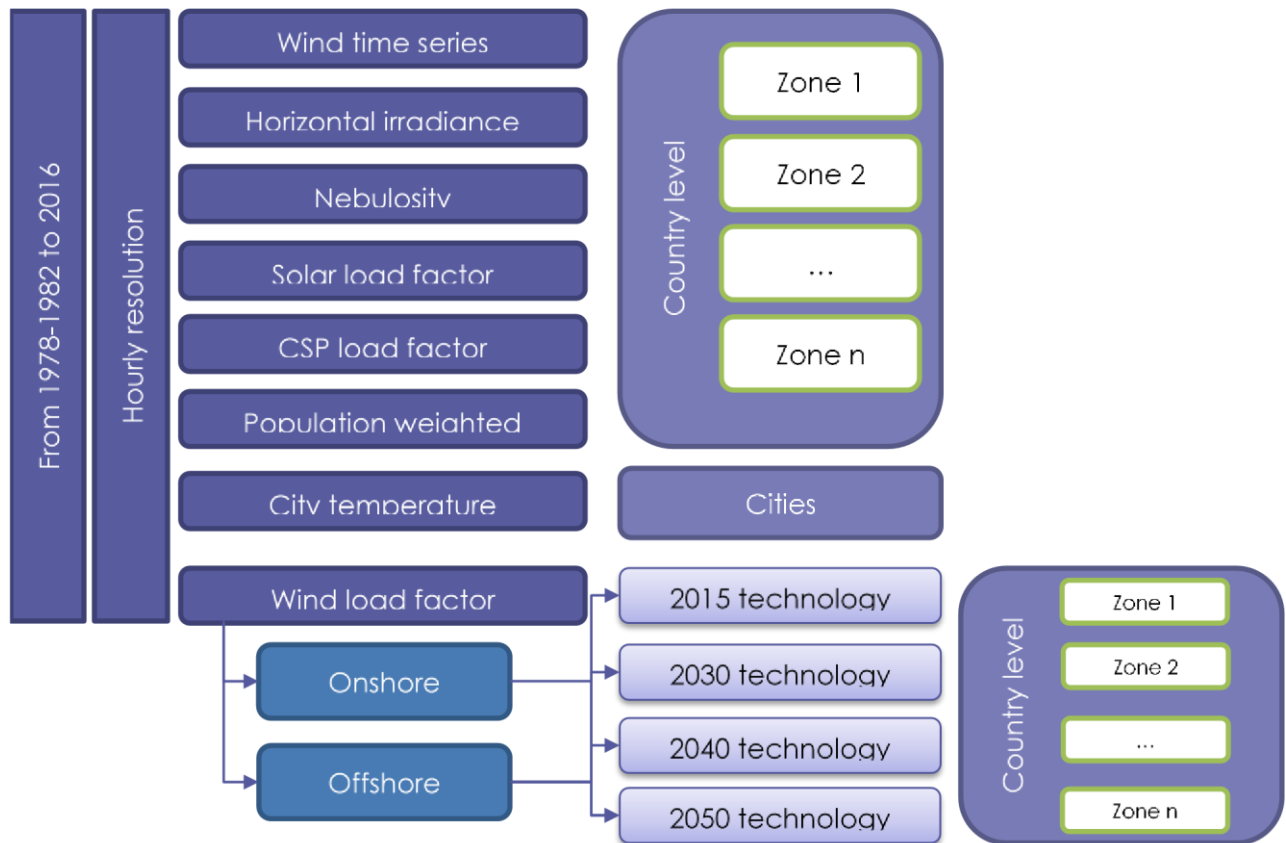 From 1978-1982 to 2016
Hourly resolution
Wind time series
Horizontal irradiance
Nebulosity
Solar load factor
CSP load factor
Population weighted
City temperature
Wind load factor
Onshore
Offshore
Country level
Zone 1
Zone 2
...
Zone n
Cities
2015 technology
2030 technology
2040 technology
2050 technology
Country level
Zone 1
Zone 2
...
Zone n